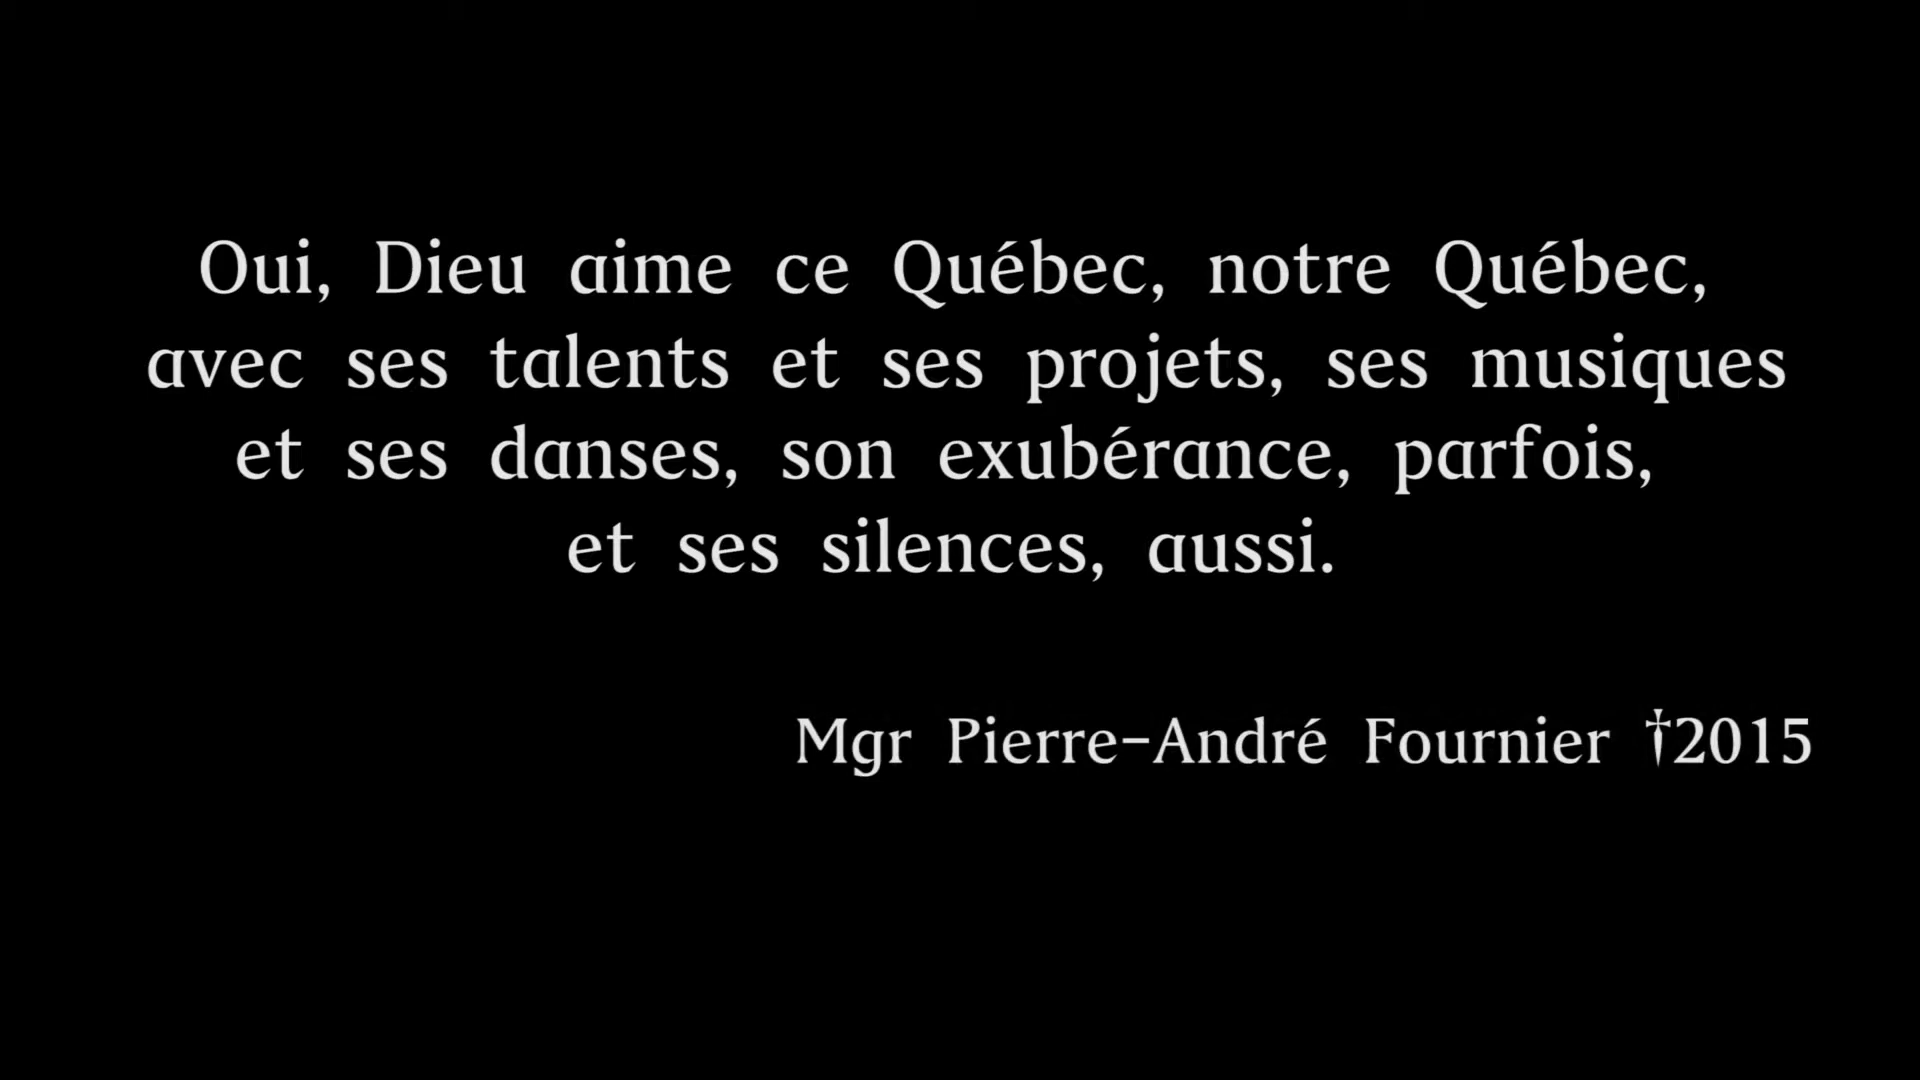 Oui, Dieu aime ce Québec, notre Québec,
avec ses talents et ses projets, ses musiques
et ses danses, son exubérance, parfois,
et ses silences, aussi.
Mgr Pierre-André Fournier †2015